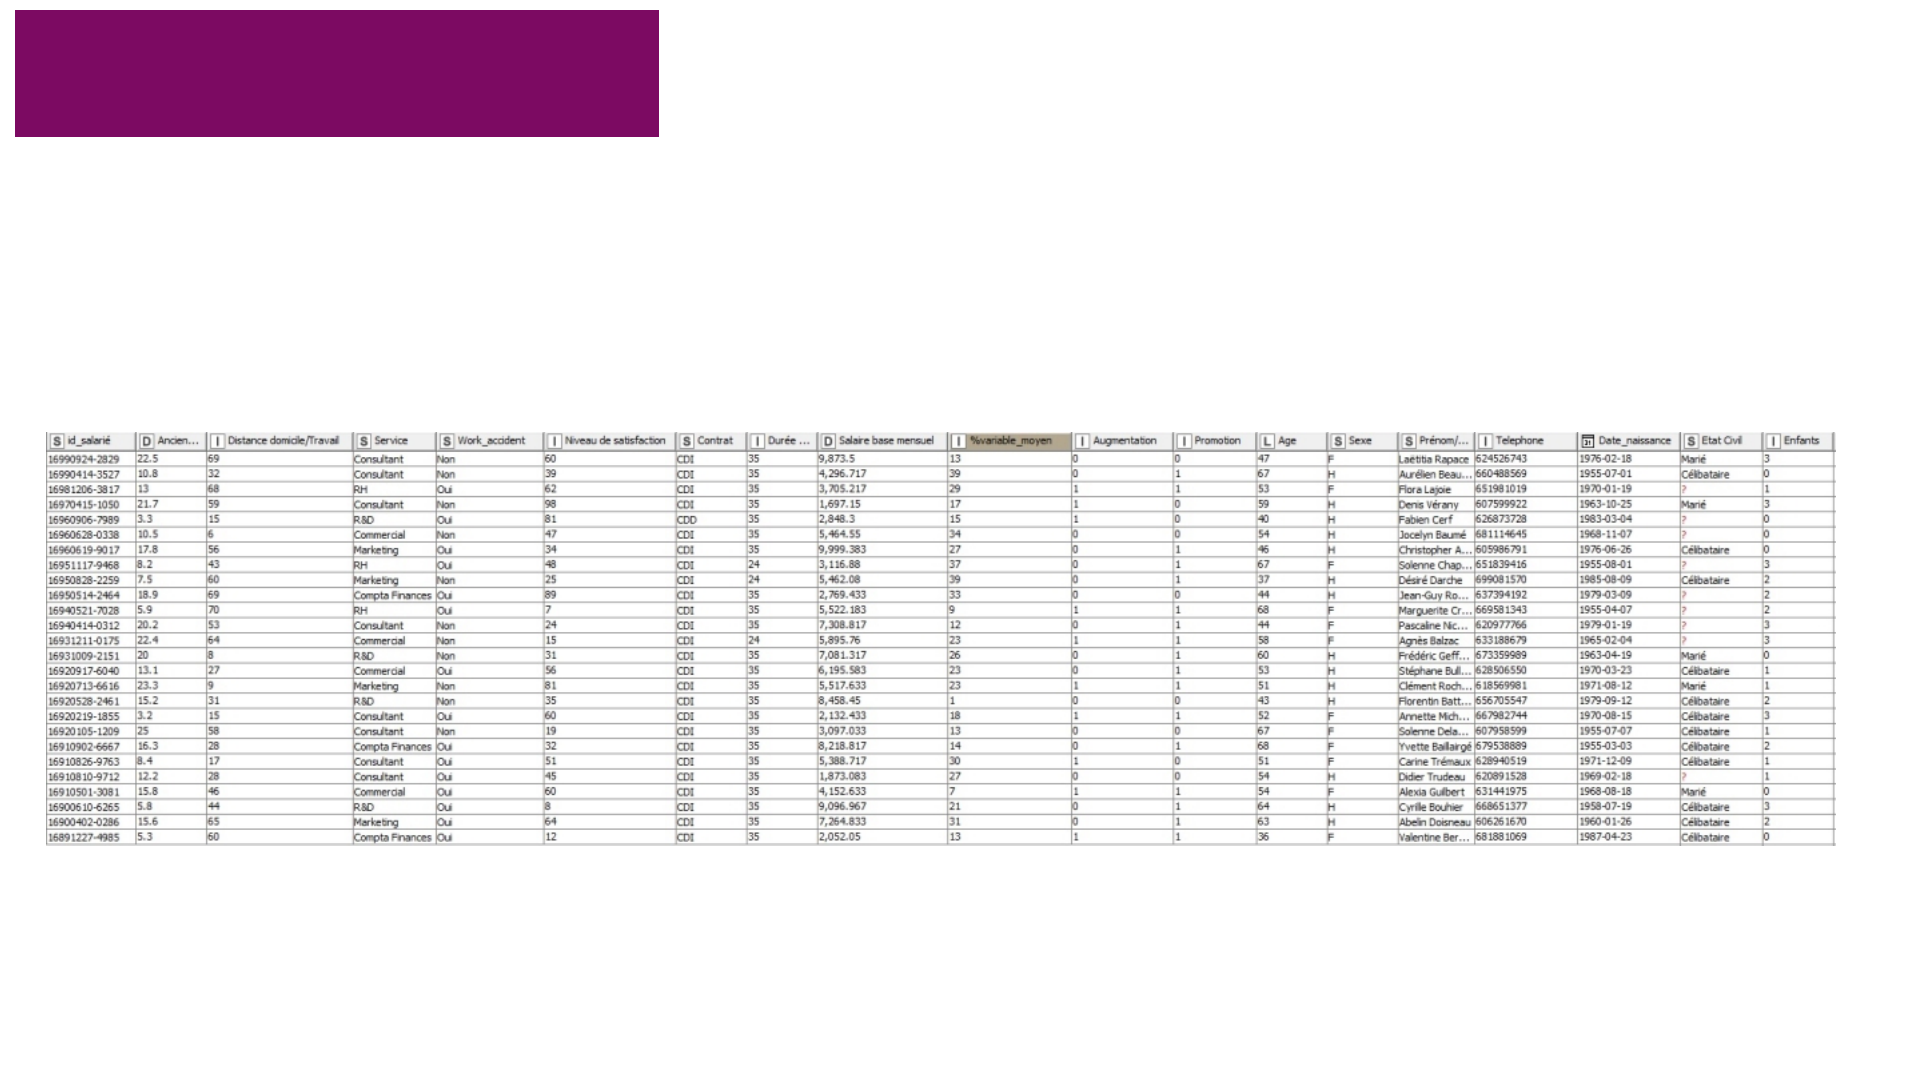 S id_salarié D Ancien... I Distance domicile/Travail S Service S Work_accident I Niveau de satisfaction S Contrat I Durée ... D Salaire base mensuel I %variable_moyen I Augmentation I Promotion L Age S Sexe S Prénom/... I Telephone 31 Date_naissance S Etat Civil I Enfants
16990924-2829 22.5 69 Consultant Non 60 CDI 35 9,873.5 13 0 0 47 F Laëtitia Rapace 624526743 1976-02-18 Marié 3
16990414-3527 10.8 32 Consultant Non 39 CDI 35 4,296.717 39 0 1 67 H Aurélien Beau... 660488569 1955-07-01 Célibataire 0
16981206-3817 13 68 RH Oui 62 CDI 35 3,705.217 29 1 1 53 F Flora Lajoie 651981019 1970-01-19 ? 1
16970415-1050 21.7 59 Consultant Non 98 CDI 35 1,697.15 17 1 0 59 H Denis Vérany 607599922 1963-10-25 Marié 3
16960906-7989 3.3 15 R&D Oui 81 CDD 35 2,848.3 15 1 0 40 H Fabien Cerf 626873728 1983-03-04 ? 0
16960628-0338 10.5 6 Commercial Non 47 CDI 35 5,464.55 34 0 0 54 H Jocelyn Baumé 681114645 1968-11-07 ? 0
16960619-9017 17.8 56 Marketing Oui 34 CDI 35 9,999.383 27 0 1 46 H Christopher A... 605986791 1976-06-26 Célibataire 0
16951117-9468 8.2 43 RH Oui 48 CDI 24 3,116.88 37 0 1 67 F Solenne Chap... 651839416 1955-08-01 ? 3
16950828-2259 7.5 60 Marketing Non 25 CDI 24 5,462.08 39 0 1 37 H Désiré Darche 699081570 1985-08-09 Célibataire 2
16950514-2464 18.9 69 Compta Finances Oui 89 CDI 35 2,769.433 33 0 0 44 H Jean-Guy Ro... 637394192 1979-03-09 ? 2
16940521-7028 5.9 70 RH Oui 7 CDI 35 5,522.183 9 1 1 68 F Marguerite Cr... 669581343 1955-04-07 ? 2
16940414-0312 20.2 53 Consultant Non 24 CDI 35 7,308.817 12 0 1 44 F Pascaline Nic... 620977766 1979-01-19 ? 3
16931211-0175 22.4 64 Commercial Non 15 CDI 24 5,895.76 23 1 1 58 F Agnès Balzac 633188679 1965-02-04 ? 3
16931009-2151 20 8 R&D Non 31 CDI 35 7,081.317 26 0 1 60 H Frédéric Geff... 673359989 1963-04-19 Marié 0
16920917-6040 13.1 27 Commercial Oui 56 CDI 35 6,195.583 23 0 1 53 H Stéphane Bull... 628506550 1970-03-23 Célibataire 1
16920713-6616 23.3 9 Marketing Non 81 CDI 35 5,517.633 23 1 1 51 H Clément Roch... 618569981 1971-08-12 Marié 1
16920528-2461 15.2 31 R&D Non 35 CDI 35 8,458.45 1 0 0 43 H Florentin Batt... 656705547 1979-09-12 Célibataire 2
16920219-1855 3.2 15 Consultant Oui 60 CDI 35 2,132.433 18 1 1 52 F Annette Mich... 667982744 1970-08-15 Célibataire 3
16920105-1209 25 58 Consultant Non 19 CDI 35 3,097.033 13 0 0 67 F Solenne Dela... 607958599 1955-07-07 Célibataire 1
16910902-6667 16.3 28 Compta Finances Oui 32 CDI 35 8,218.817 14 0 1 68 F Yvette Baillairgé 679538889 1955-03-03 Célibataire 2
16910826-9763 8.4 17 Consultant Oui 51 CDI 35 5,388.717 30 1 0 51 F Carine Trémaux 628940519 1971-12-09 Célibataire 1
16910810-9712 12.2 28 Consultant Oui 45 CDI 35 1,873.083 27 0 0 54 H Didier Trudeau 620891528 1969-02-18 ? 1
16910501-3081 15.8 46 Commercial Oui 60 CDI 35 4,152.633 7 1 1 54 F Alexia Guilbert 631441975 1968-08-18 Marié 0
16900610-6265 5.8 44 R&D Oui 8 CDI 35 9,096.967 21 0 1 64 H Cyrille Bouhier 668651377 1958-07-19 Célibataire 3
16900402-0286 15.6 65 Marketing Oui 64 CDI 35 7,264.833 31 0 1 63 H Abelin Doisneau 606261670 1960-01-26 Célibataire 2
16891227-4985 5.3 60 Compta Finances Oui 12 CDI 35 2,052.05 13 1 1 36 F Valentine Ber... 681881069 1987-04-23 Célibataire 0